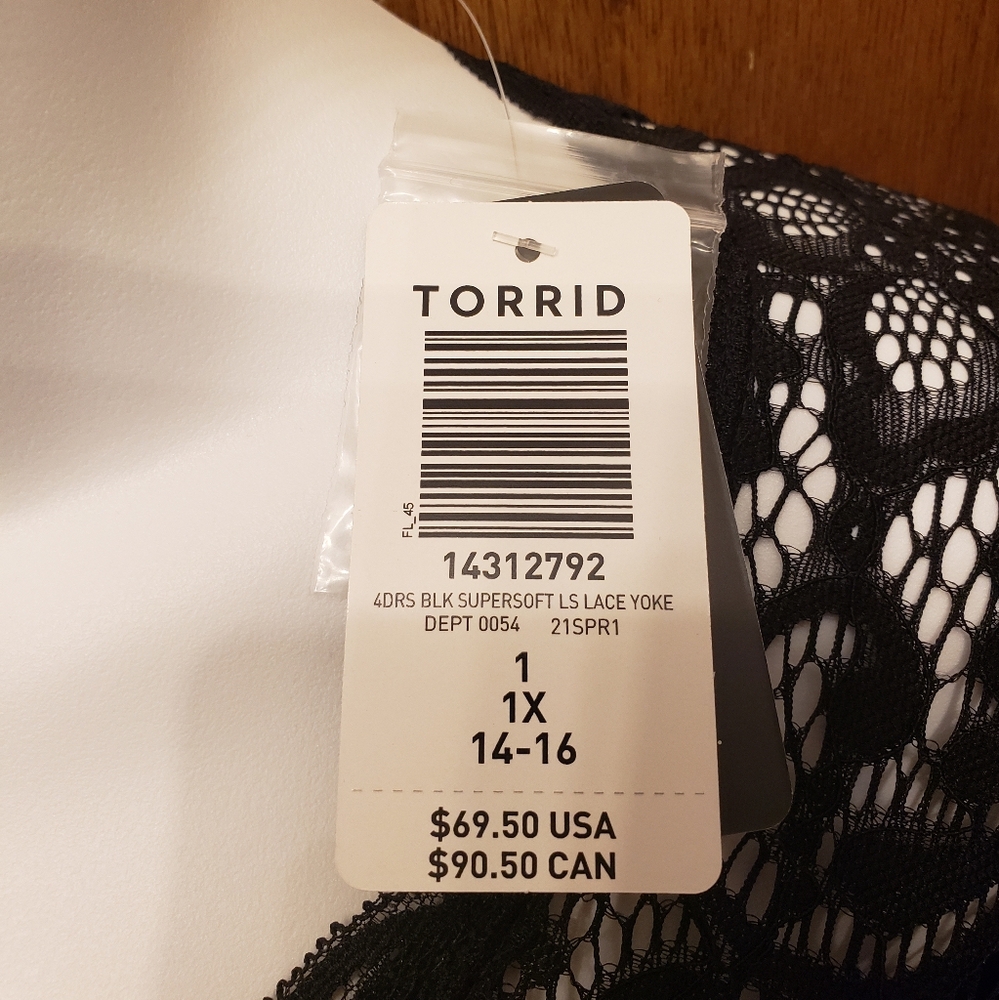 TORRID
FL_45
14312792
4DRS BLK SUPERSOFT LS LACE YOKE
DEPT 0054 21SPR1
1
1X
14-16
$69.50 USA
$90.50 CAN